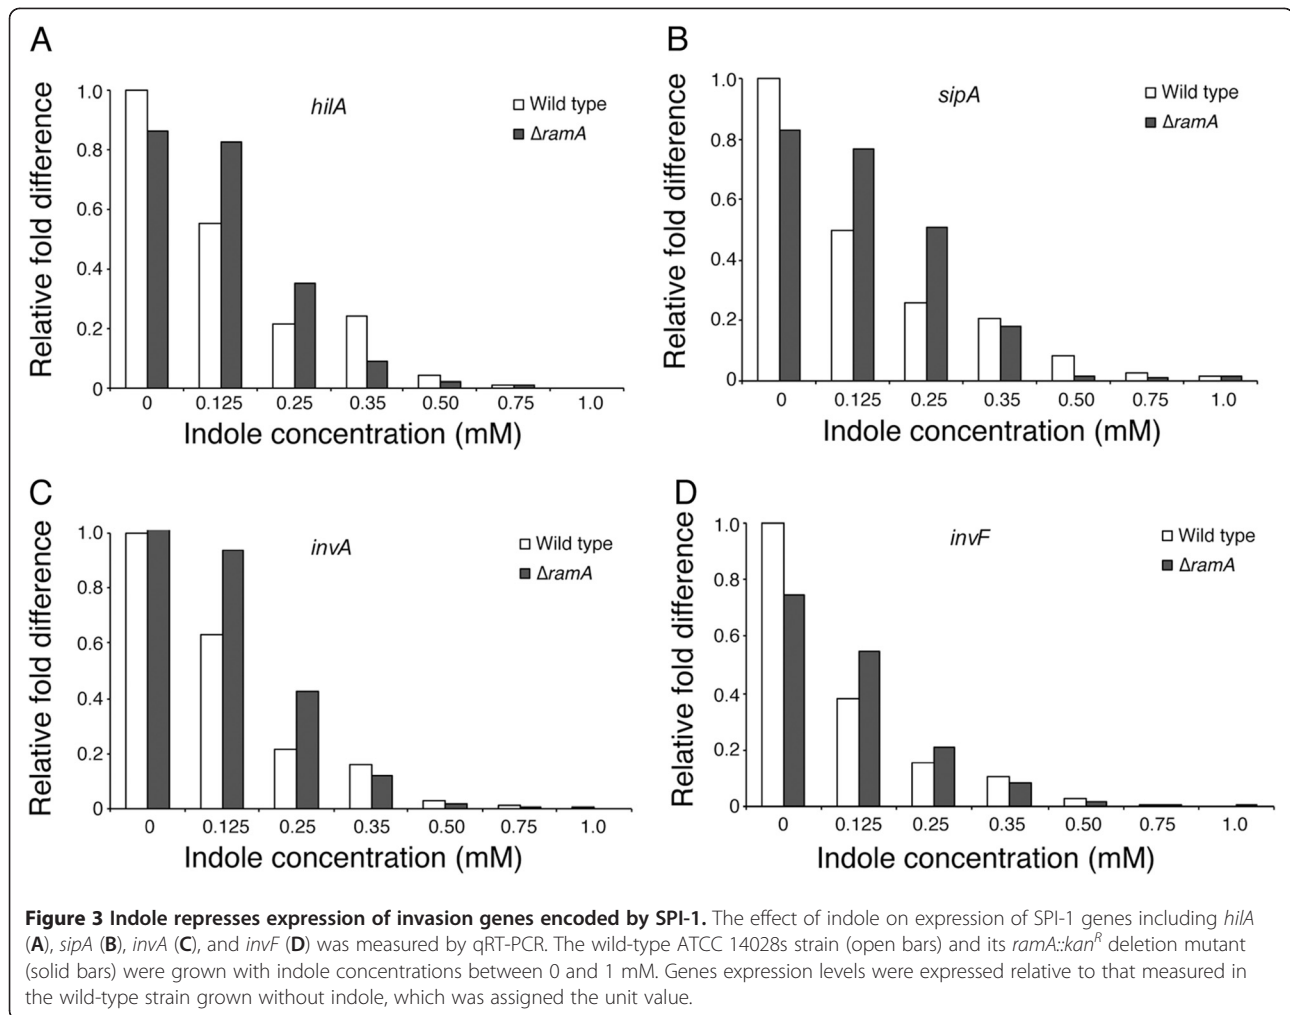 A
hilA
Wild type
ΔramA
Relative fold difference
1.0
0.8
0.6
0.4
0.2
0
0 0.125 0.25 0.35 0.50 0.75 1.0
Indole concentration (mM)
B
sipA
Wild type
ΔramA
Relative fold difference
1.0
0.8
0.6
0.4
0.2
0
0 0.125 0.25 0.35 0.50 0.75 1.0
Indole concentration (mM)
C
invA
Wild type
ΔramA
Relative fold difference
1.0
0.8
0.6
0.4
0.2
0
0 0.125 0.25 0.35 0.50 0.75 1.0
Indole concentration (mM)
D
invF
Wild type
ΔramA
Relative fold difference
1.0
0.8
0.6
0.4
0.2
0
0 0.125 0.25 0.35 0.50 0.75 1.0
Indole concentration (mM)
Figure 3 Indole represses expression of invasion genes encoded by SPI-1. The effect of indole on expression of SPI-1 genes including hilA
(A), sipA (B), invA (C), and invF (D) was measured by qRT-PCR. The wild-type ATCC 14028s strain (open bars) and its ramA::kanR deletion mutant
(solid bars) were grown with indole concentrations between 0 and 1 mM. Genes expression levels were expressed relative to that measured in
the wild-type strain grown without indole, which was assigned the unit value.